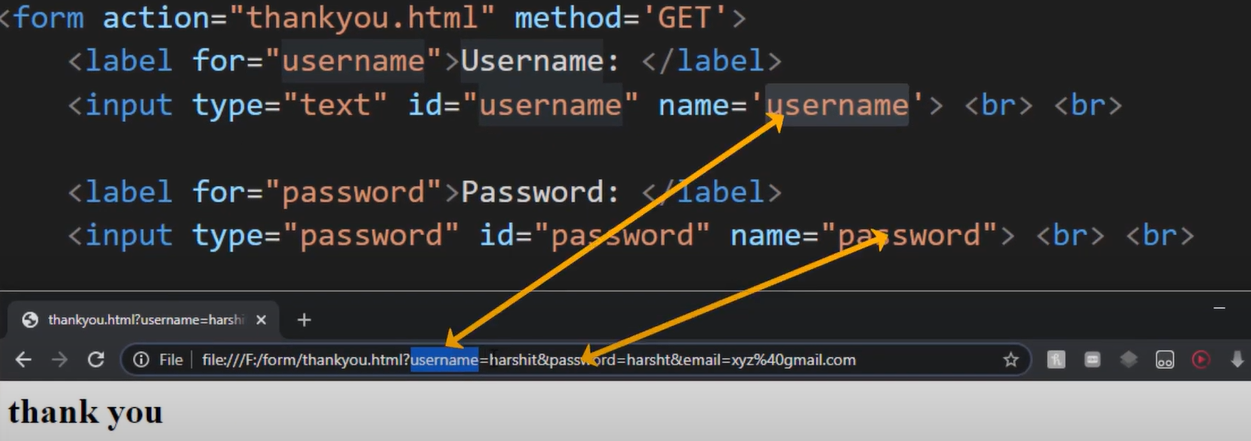 <form action="thankyou.html" method='GET'>
<label for="username">Username: </label>
<input type="text" id="username" name='username'> <br> <br>
<label for="password">Password: </label>
<input type="password" id="password" name="password"> <br> <br>
thankyou.html?username=harshi
File file:///F:/form/thankyou.html?username=harshit&password=harsht&email=xyz%40gmail.com
thank you